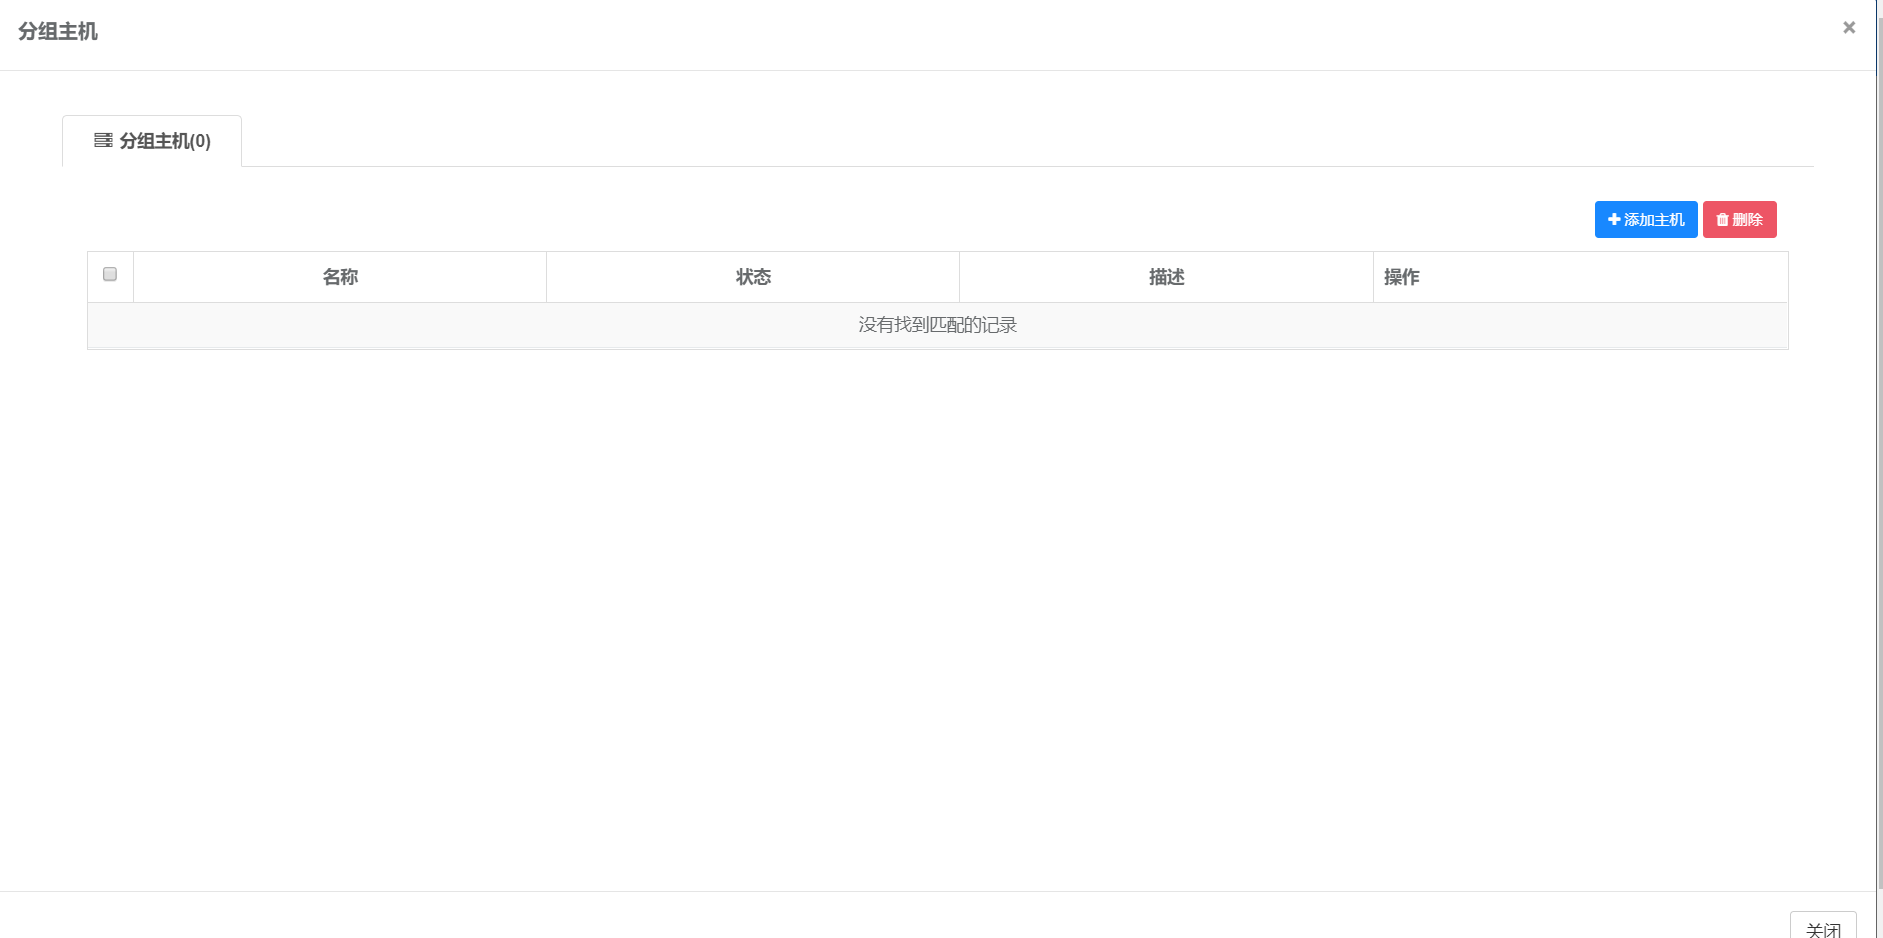 分组主机
×
分组主机(0)
添加主机 删除
名称 状态 描述 操作
没有找到匹配的记录
关闭